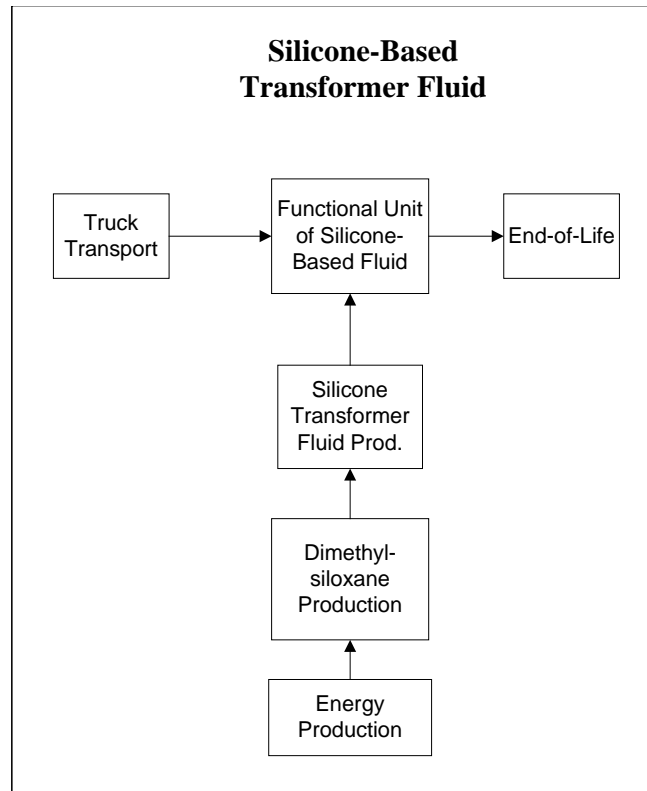 Silicone-Based
Transformer Fluid
Truck
Transport
Functional Unit
of Silicone-
Based Fluid
End-of-Life
Silicone
Transformer
Fluid Prod.
Dimethyl-
siloxane
Production
Energy
Production